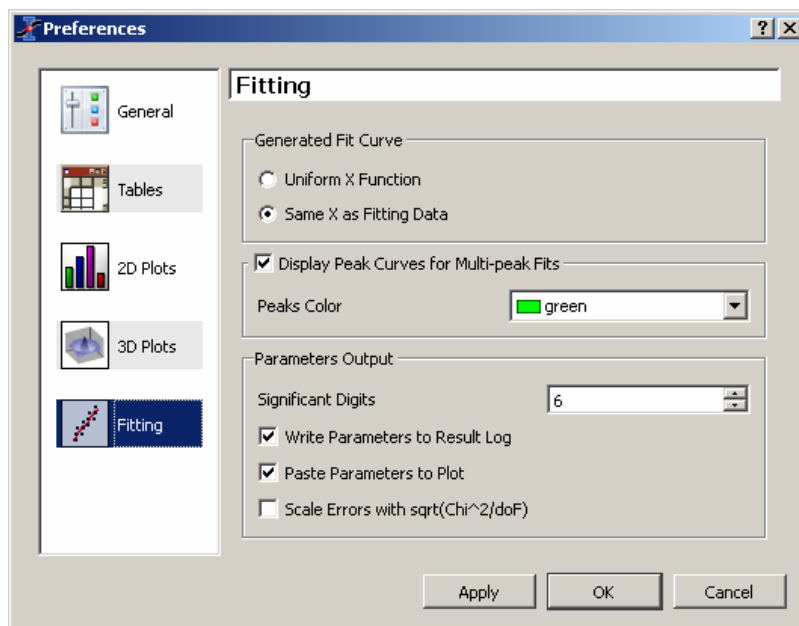 Preferences
General
Tables
2D Plots
3D Plots
Fitting
Fitting
Generated Fit Curve
Uniform X Function
Same X as Fitting Data
Display Peak Curves for Multi-peak Fits
Peaks Color
green
Parameters Output
Significant Digits
6
Write Parameters to Result Log
Paste Parameters to Plot
Scale Errors with sqrt(Chi^2/doF)
Apply
OK
Cancel